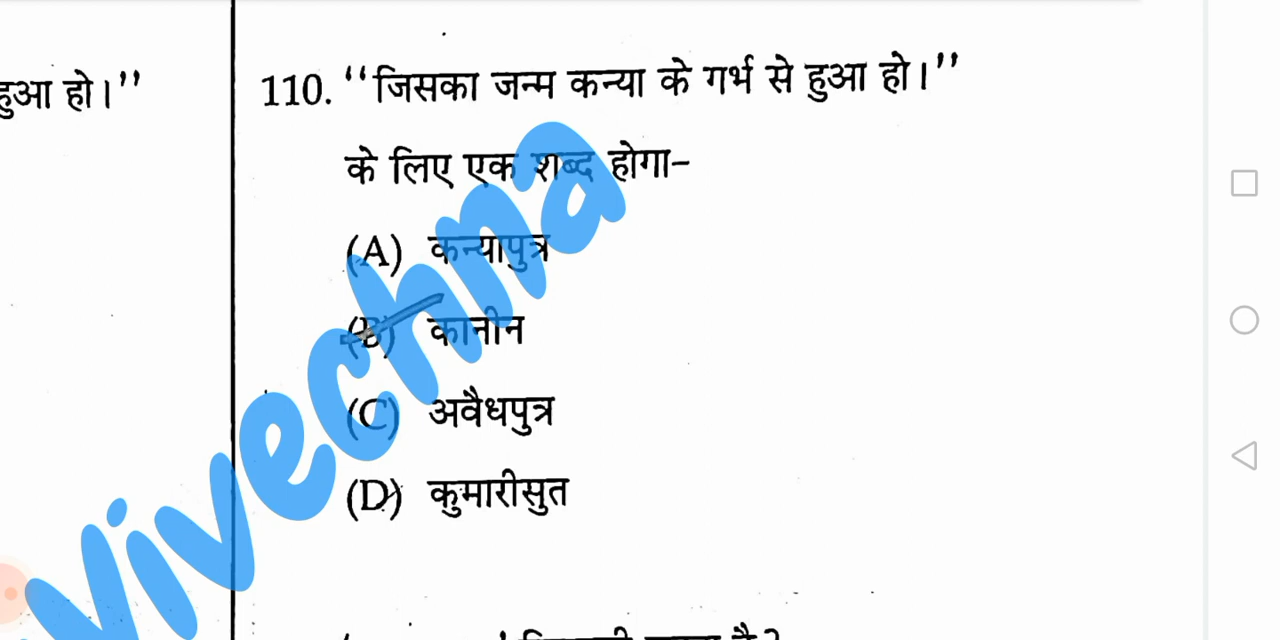 हुआ हो।”
110. “जिसका जन्म कन्या के गर्भ से हुआ हो।”
के लिए एक शब्द होगा–
(A) कन्यापुत्र
(B) कानीन
(C) अवैधपुत्र
(D) कुमारीसुत
Vivechna